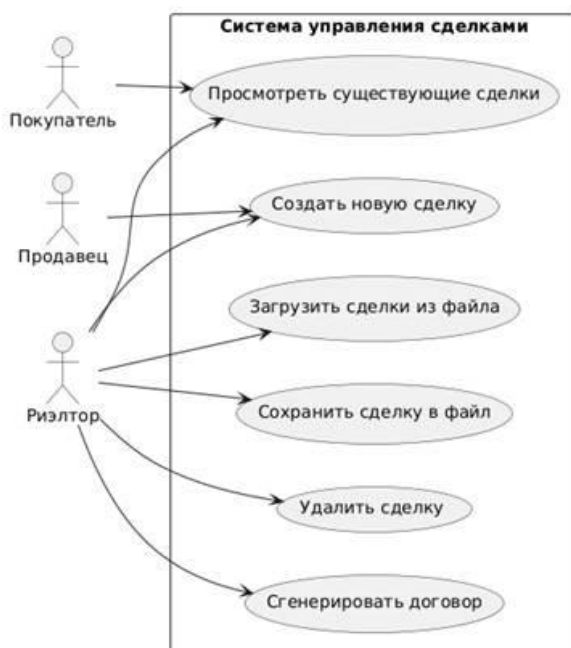 Система управления сделками
Покупатель
Просмотреть существующие сделки
Продавец
Создать новую сделку
Загрузить сделки из файла
Риэлтор
Сохранить сделку в файл
Удалить сделку
Сгенерировать договор